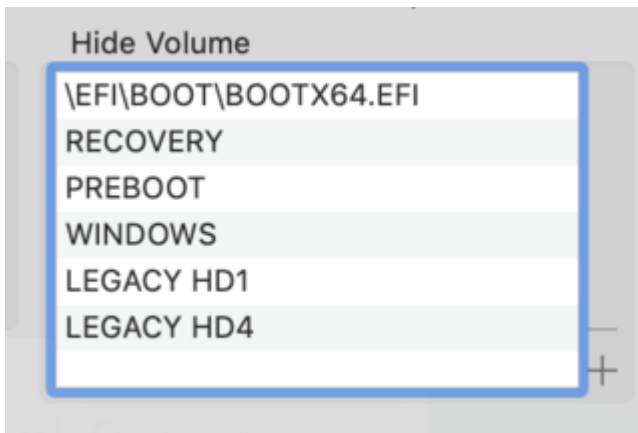 Hide Volume
\EFI\BOOT\BOOTX64.EFI
RECOVERY
PREBOOT
WINDOWS
LEGACY HD1
LEGACY HD4